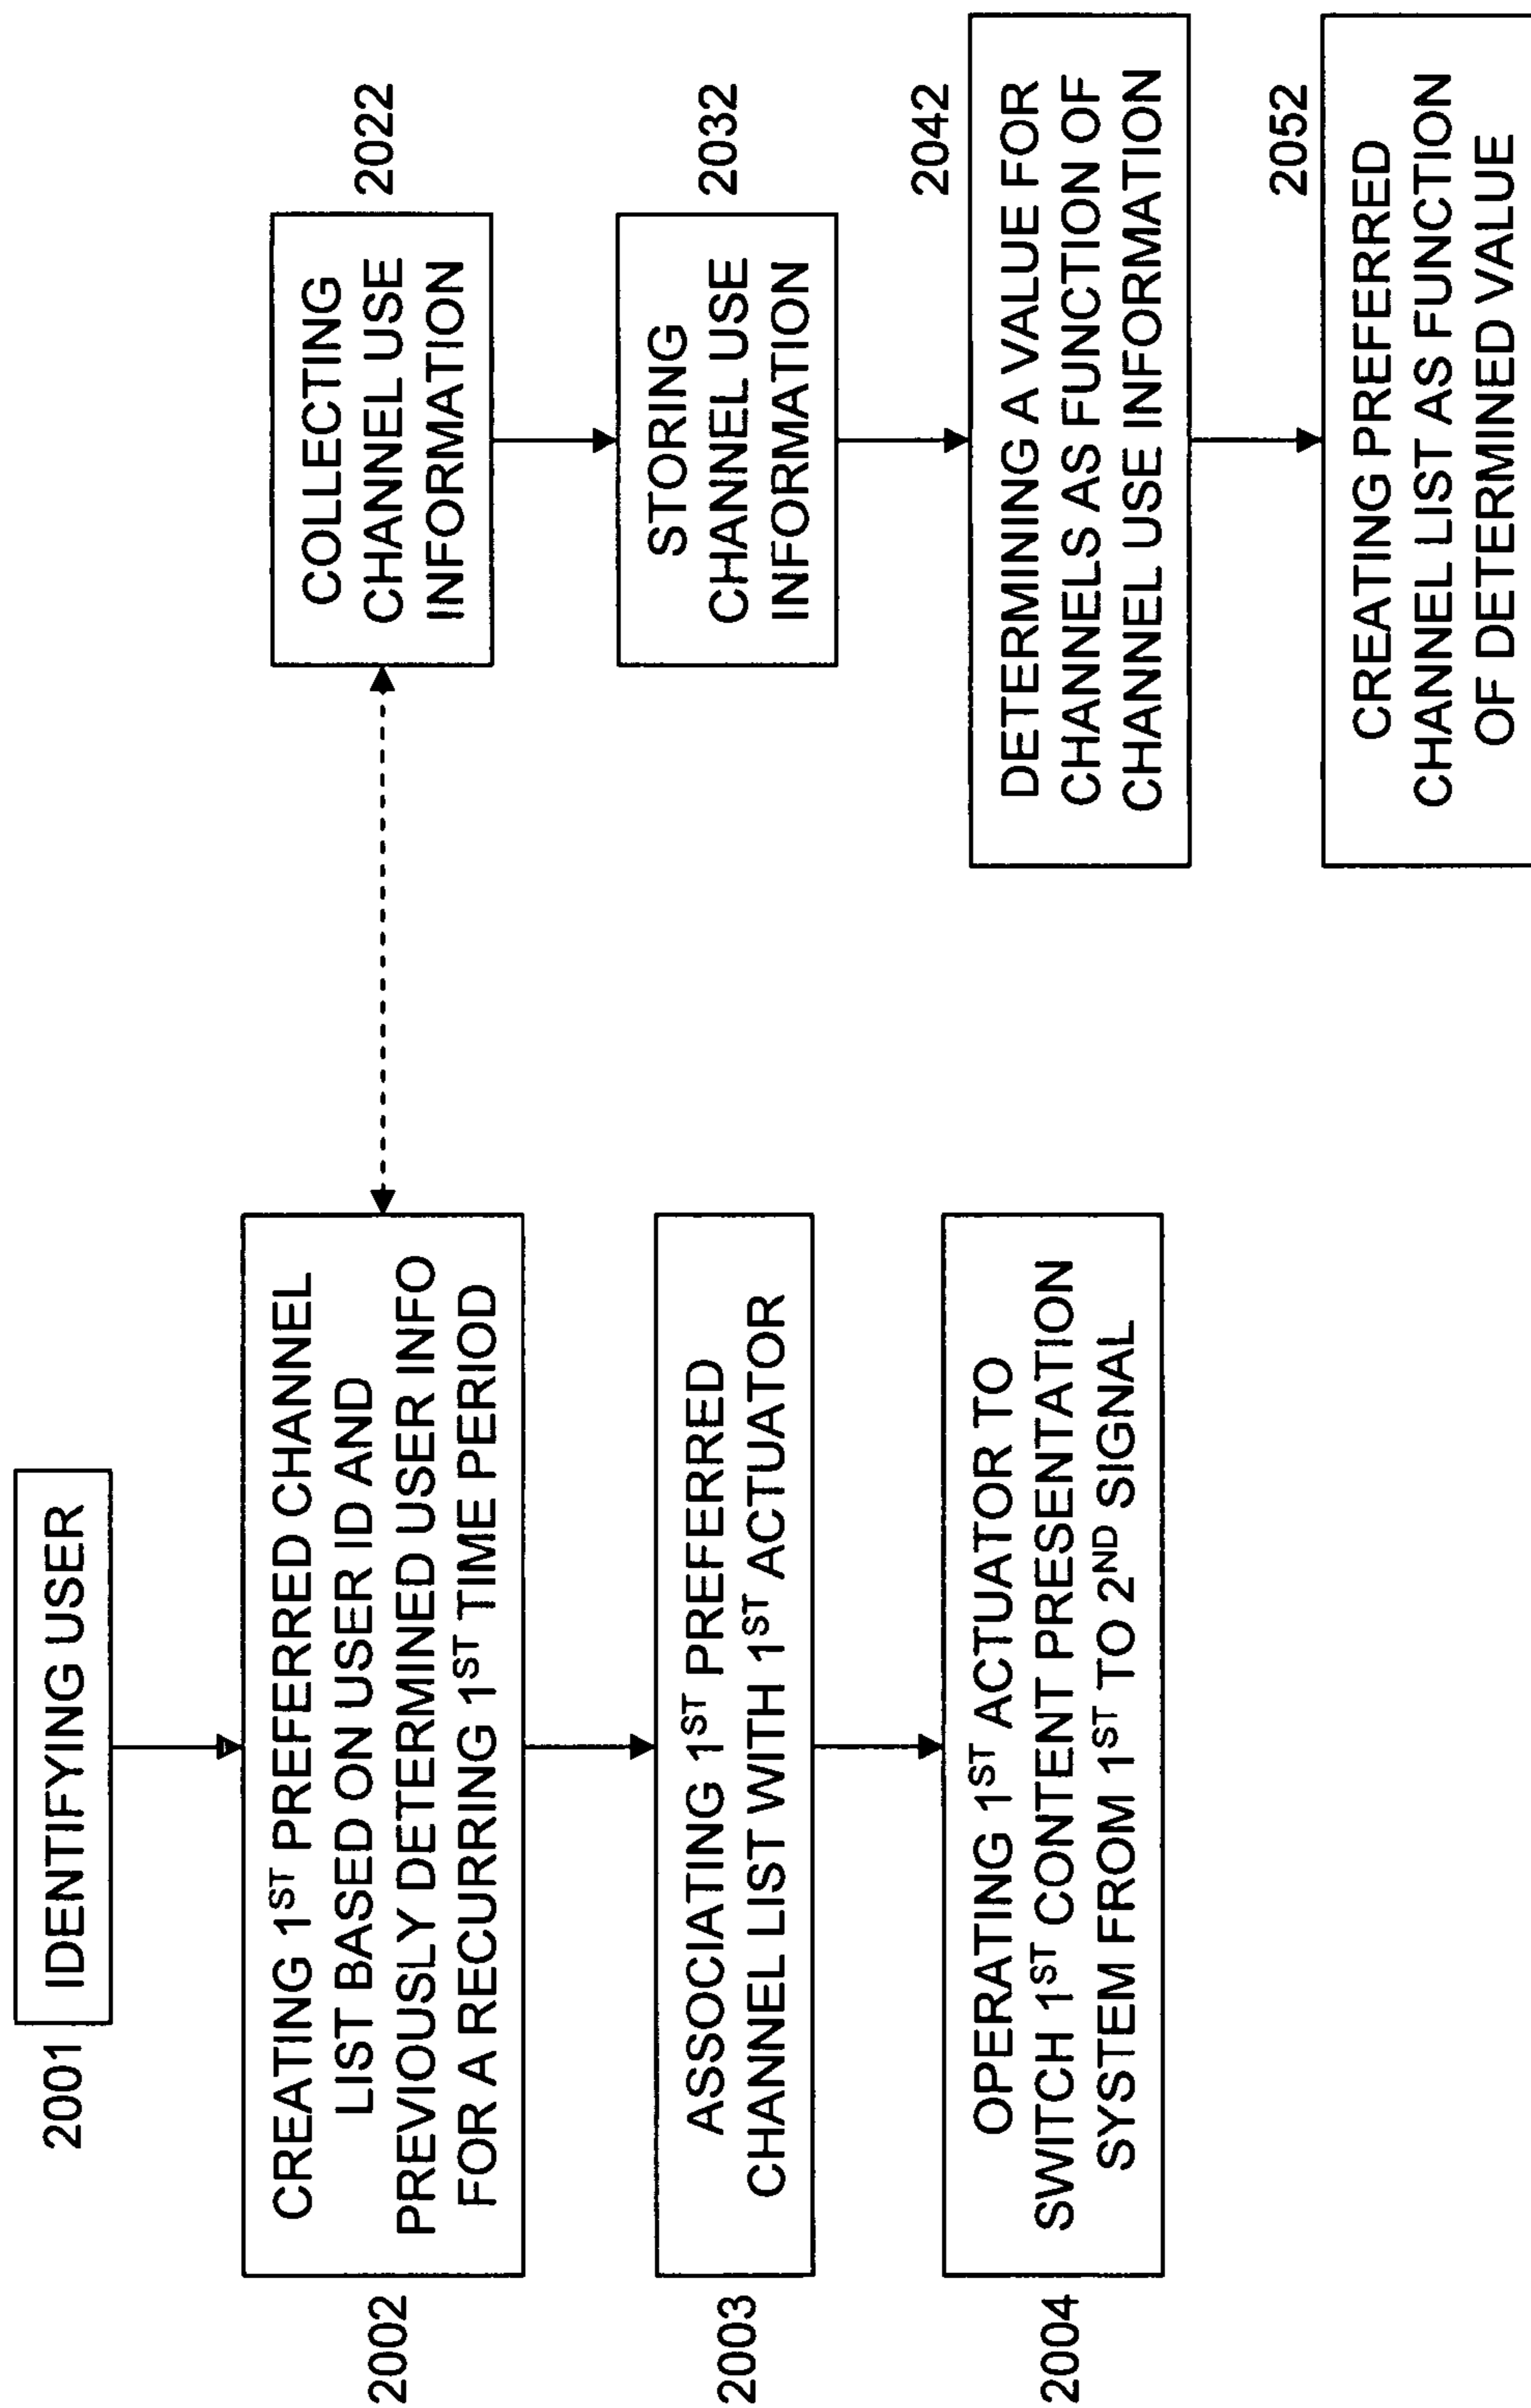 2001
IDENTIFYING USER
2002
CREATING 1ST PREFERRED CHANNEL
LIST BASED ON USER ID AND
PREVIOUSLY DETERMINED USER INFO
FOR A RECURRING 1ST TIME PERIOD
2003
ASSOCIATING 1ST PREFERRED
CHANNEL LIST WITH 1ST ACTUATOR
2004
OPERATING 1ST ACTUATOR TO
SWITCH 1ST CONTENT PRESENTATION
SYSTEM FROM 1ST TO 2ND SIGNAL
2022
COLLECTING
CHANNEL USE
INFORMATION
2032
STORING
CHANNEL USE
INFORMATION
2042
DETERMINING A VALUE FOR
CHANNELS AS FUNCTION OF
CHANNEL USE INFORMATION
2052
CREATING PREFERRED
CHANNEL LIST AS FUNCTION
OF DETERMINED VALUE